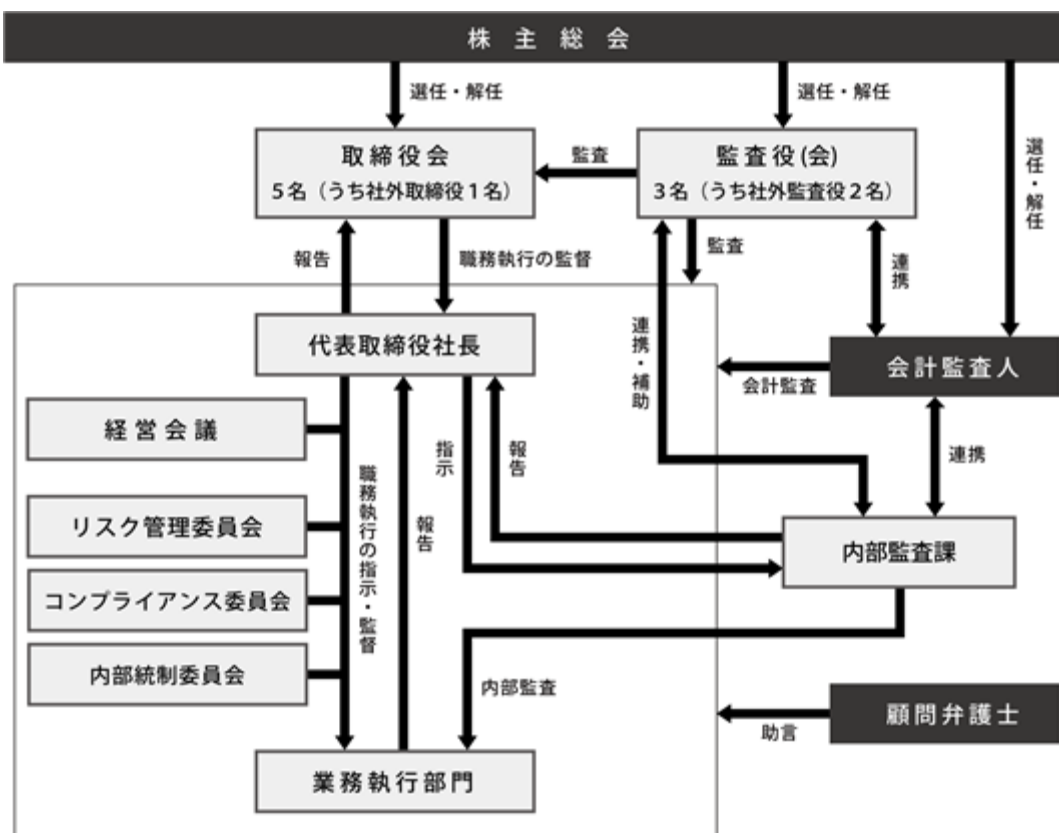 株主総会
選任・解任
選任・解任
選任・解任
取締役会
5名（うち社外取締役1名）
監査
監査役(会)
3名（うち社外監査役2名）
報告
職務執行の監督
監査
連携
連携・補助
代表取締役社長
会計監査人
会計監査
経営会議
指示
報告
連携
職務執行の指示・監督
報告
リスク管理委員会
内部監査課
コンプライアンス委員会
内部統制委員会
内部監査
顧問弁護士
助言
業務執行部門